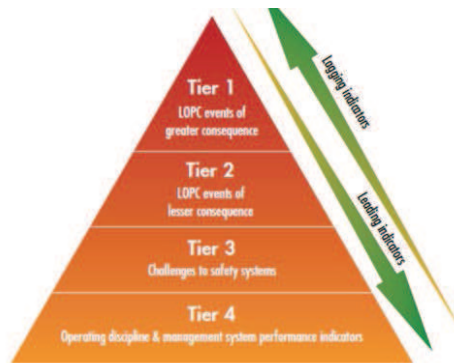 Tier 1
LOPC events of
greater consequence
Tier 2
LOPC events of
lesser consequence
Tier 3
Challenges to safety systems
Tier 4
Operating discipline & management system performance indicators
Lagging indicators
Leading indicators